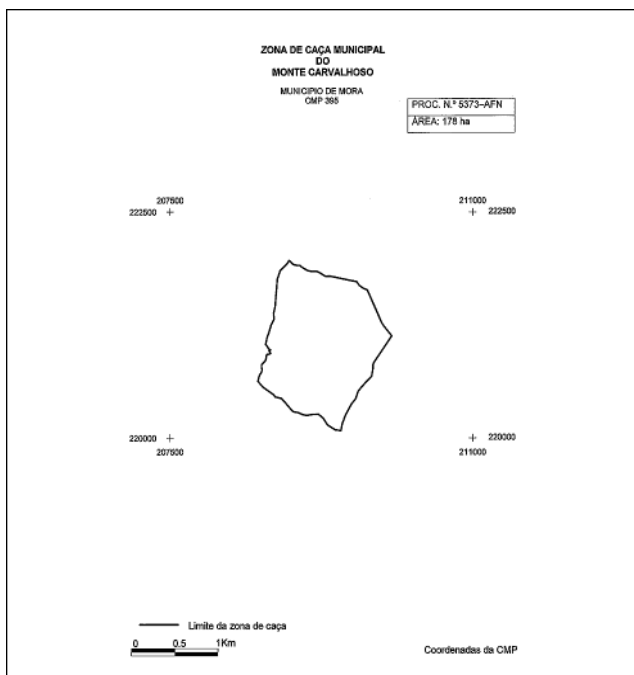 ZONA DE CAÇA MUNICIPAL
DO
MONTE CARVALHOSO
MUNICIPIO DE MORA
CMP 395
PROC. N.º 5373-AFN
ÁREA: 178 ha
207500
222500
211000
222500
220000
207500
220000
211000
Limite da zona de caça
0 0.5 1Km
Coordenadas da CMP